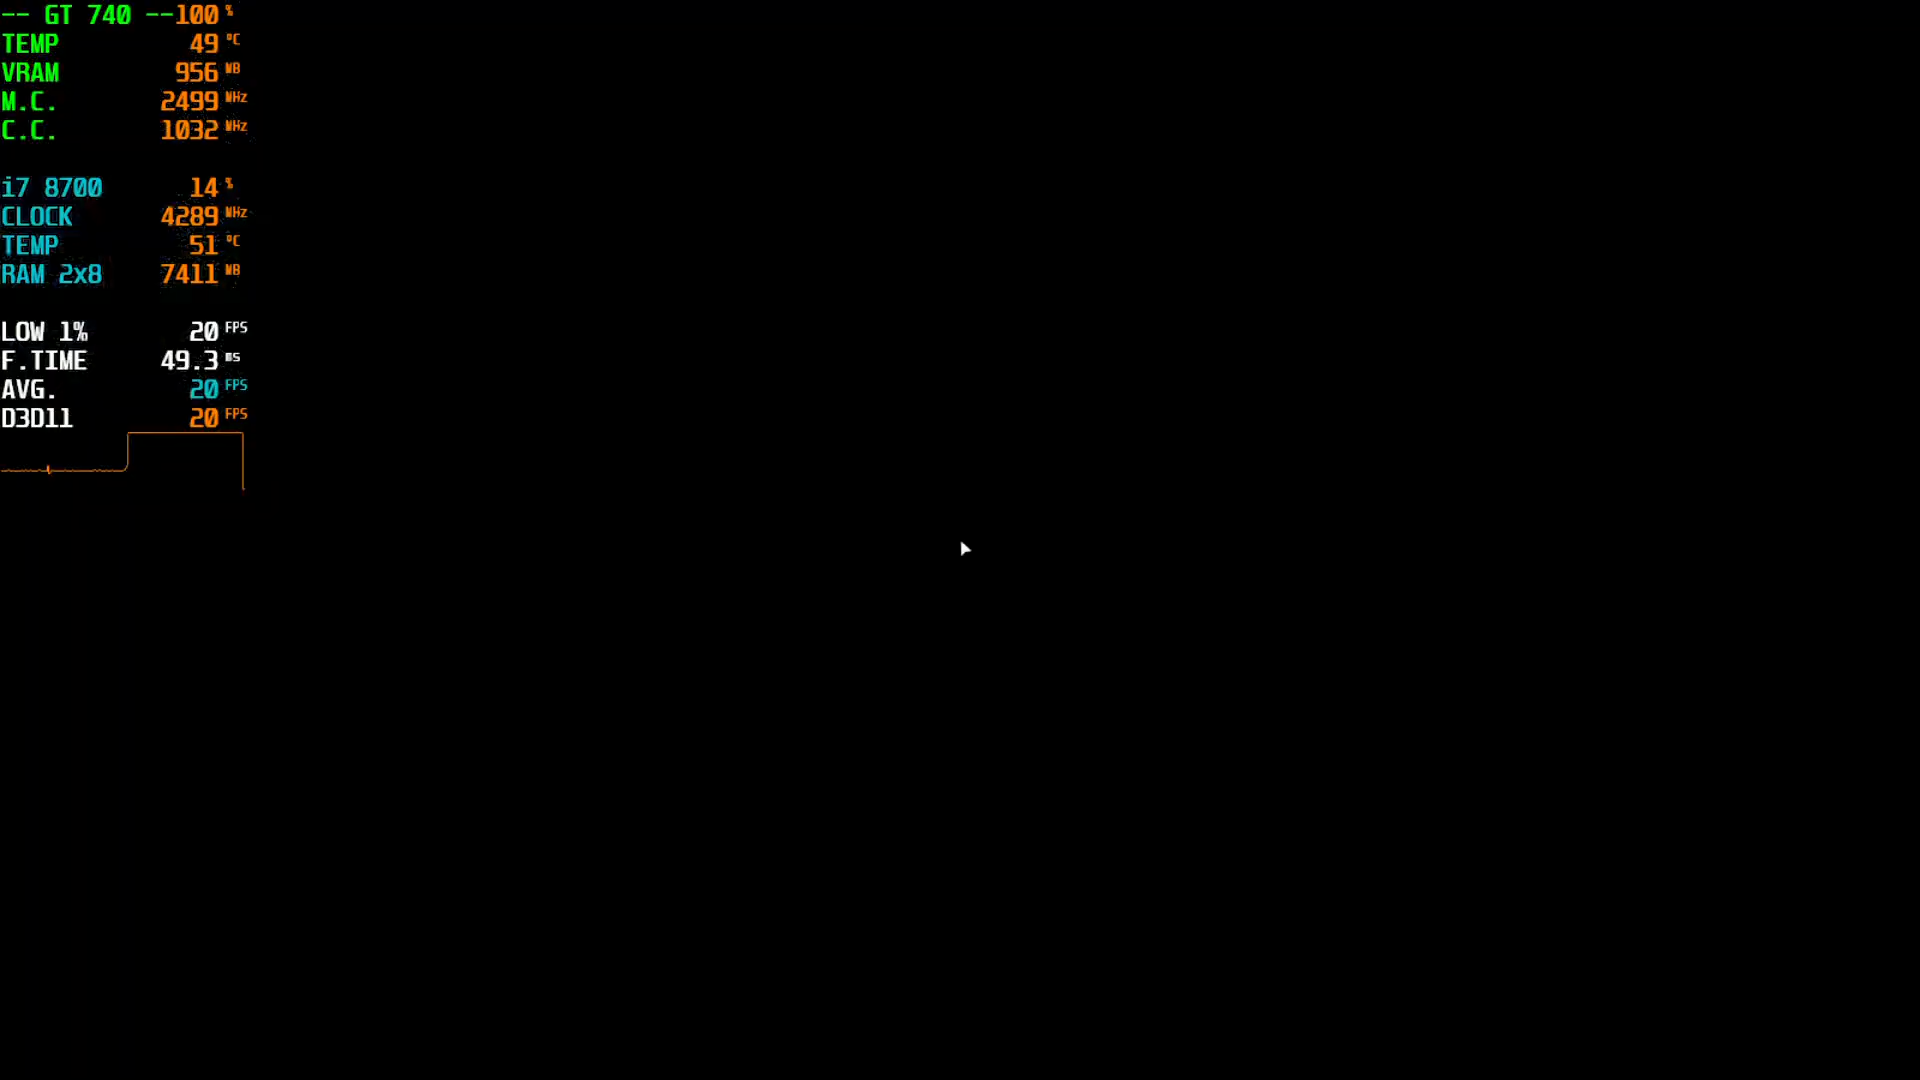 -- GT 740 --100 %
TEMP 49 °C
VRAM 956 MB
M.C. 2499 MHz
C.C. 1032 MHz
i7 8700 14 %
CLOCK 4289 MHz
TEMP 51 °C
RAM 2x8 7411 MB
LOW 1% 20 FPS
F.TIME 49.3 ms
AVG. 20 FPS
D3D11 20 FPS